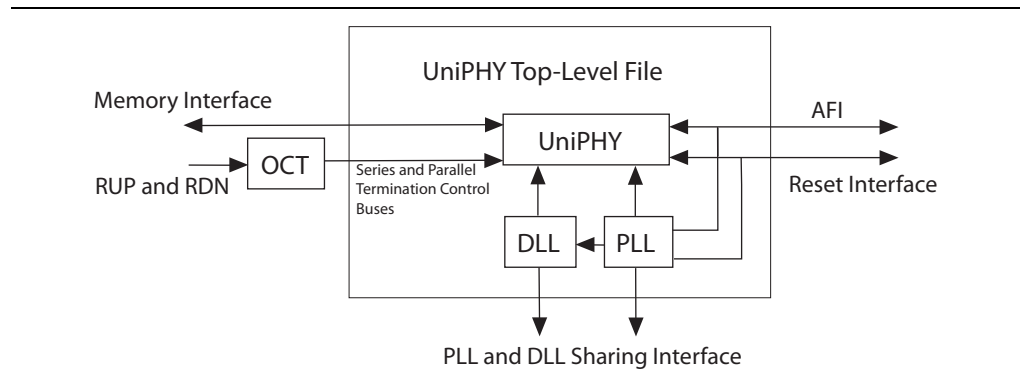 UniPHY Top-Level File
Memory Interface
AFI
UniPHY
OCT
RUP and RDN
Series and Parallel
Termination Control
Buses
Reset Interface
DLL
PLL
PLL and DLL Sharing Interface